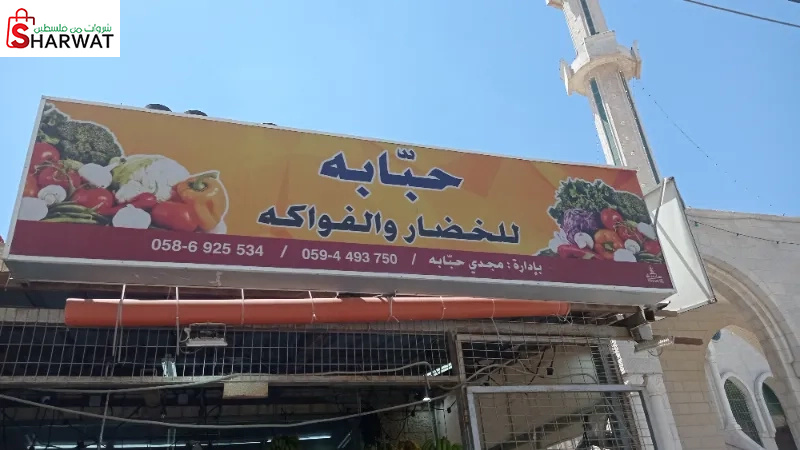 شروات من فلسطين
SHARWAT
حبّابه
للخضار والفواكه
بإدارة : مجدي حبّابه / 059-4 493 750 / 058-6 925 534